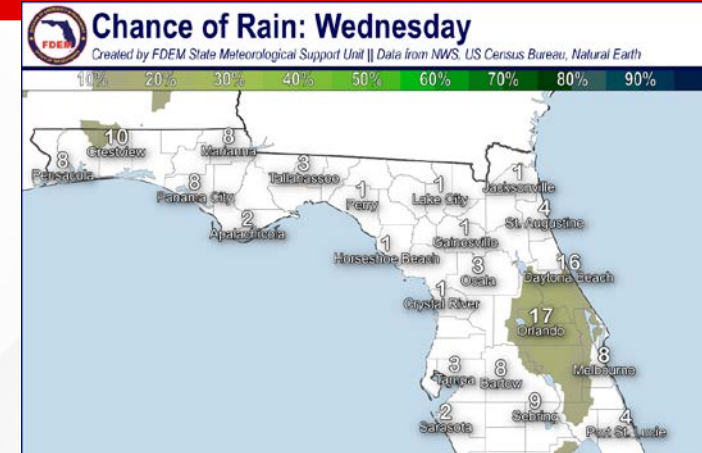 Chance of Rain: Wednesday
FDEM
Created by FDEM State Meteorological Support Unit || Data from NWS, US Census Bureau, Natural Earth
10% 20% 30% 40% 50% 60% 70% 80% 90%
10
Crestview
8
Marianna
8
Pensacola
3
Tallahassee
1
Jacksonville
8
Panama City
1
Perry
1
Lake City
2
Apalachicola
4
St. Augustine
1
Gainesville
1
Horseshoe Beach
3
Ocala
16
Daytona Beach
1
Crystal River
17
Orlando
3
Tampa
8
Bartow
8
Melbourne
9
Sebring
2
Sarasota
4
Port St. Lucie